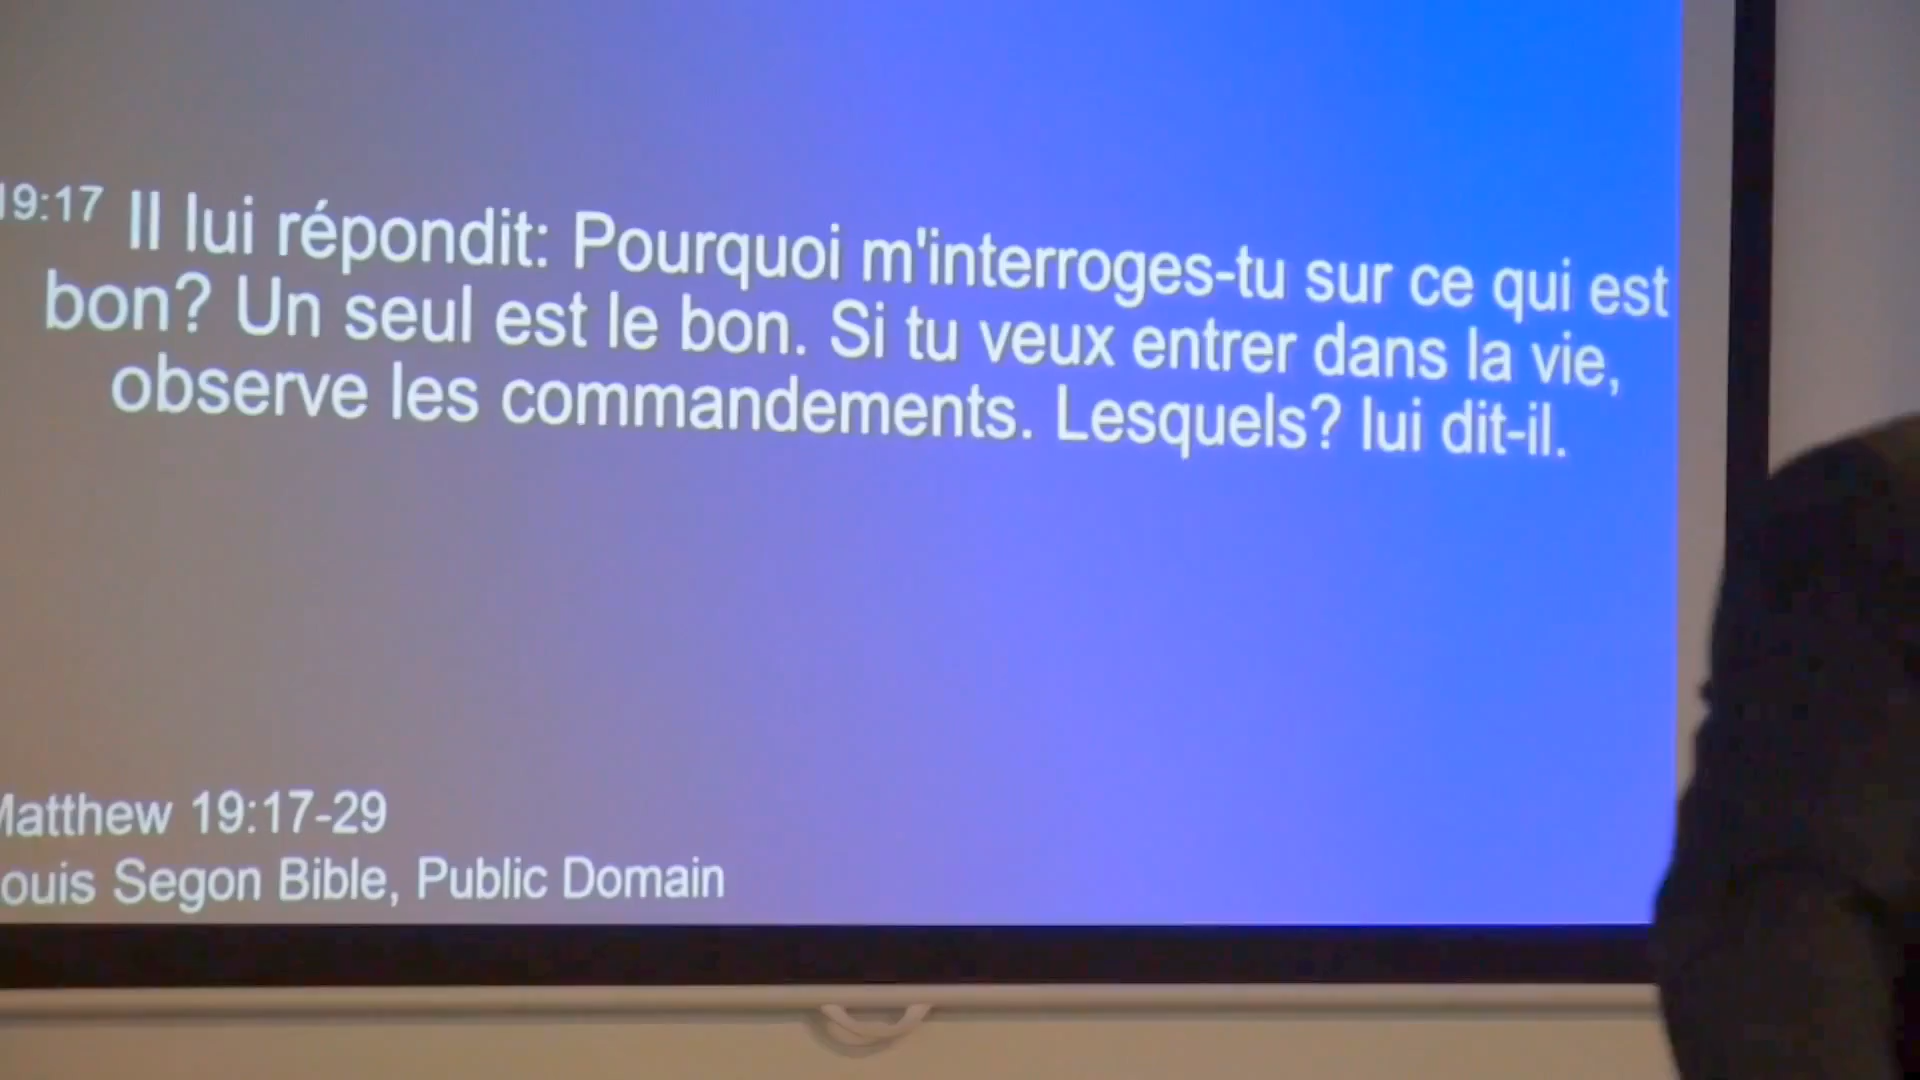 19:17 Il lui répondit: Pourquoi m'interroges-tu sur ce qui est
bon? Un seul est le bon. Si tu veux entrer dans la vie,
observe les commandements. Lesquels? lui dit-il.
Matthew 19:17-29
ouis Segon Bible, Public Domain